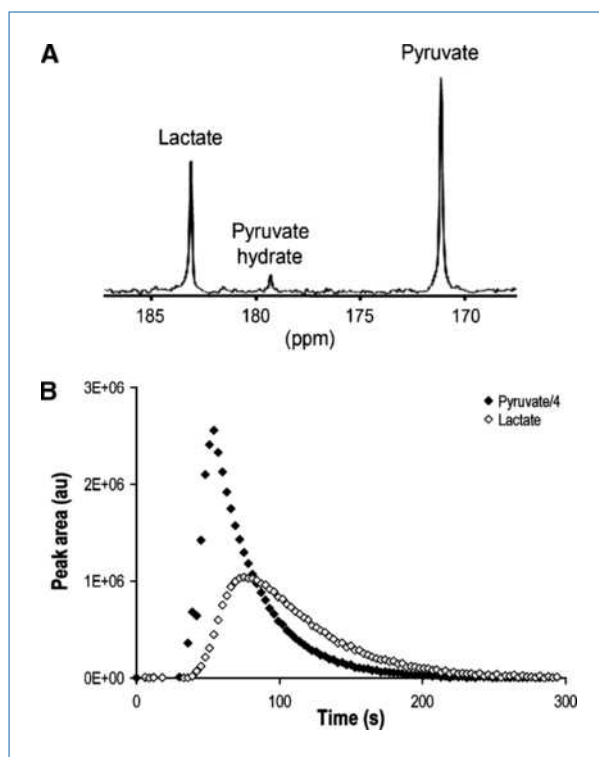 A
Pyruvate
Lactate
Pyruvate
hydrate
185
180
175
170
(ppm)
B
3E+06
Pyruvate/4
Lactate
2E+06
Peak area (au)
1E+06
0E+00
0
100
200
300
Time (s)